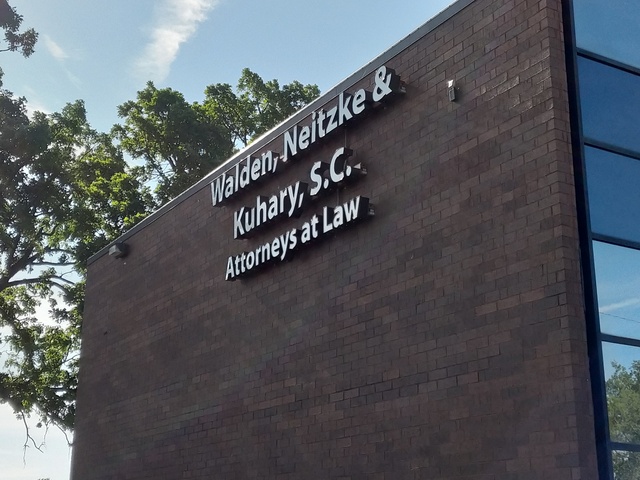 Walden, Neitzke &
Kuhary, S.C.
Attorneys at Law